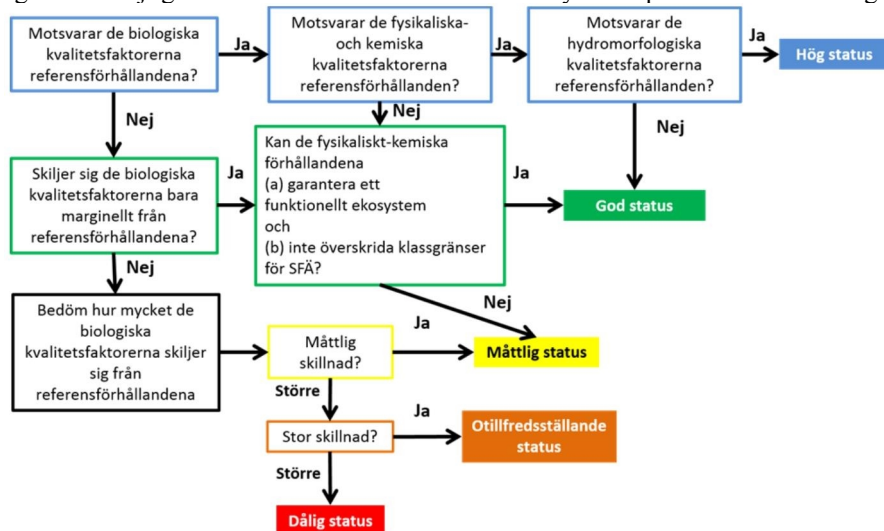 Motsvarar de biologiska
kvalitetsfaktorerna
referensförhållandena?
Ja
Motsvarar de fysikaliska-
och kemiska
kvalitetsfaktorerna
referensförhållanden?
Ja
Motsvarar de
hydromorfologiska
kvalitetsfaktorerna
referensförhållanden?
Ja
Hög status
Nej
Nej
Nej
Skiljer sig de biologiska
kvalitetsfaktorerna bara
marginellt från
referensförhållandena?
Ja
Kan de fysikaliskt-kemiska
förhållandena
(a) garantera ett
funktionellt ekosystem
och
(b) inte överskrida klassgränser
för SFÄ?
Ja
God status
Nej
Nej
Bedöm hur mycket de
biologiska
kvalitetsfaktorerna skiljer
sig från
referensförhållandena
Måttlig
skillnad?
Ja
Måttlig status
Större
Stor skillnad?
Ja
Otillfredsställande
status
Större
Dålig status